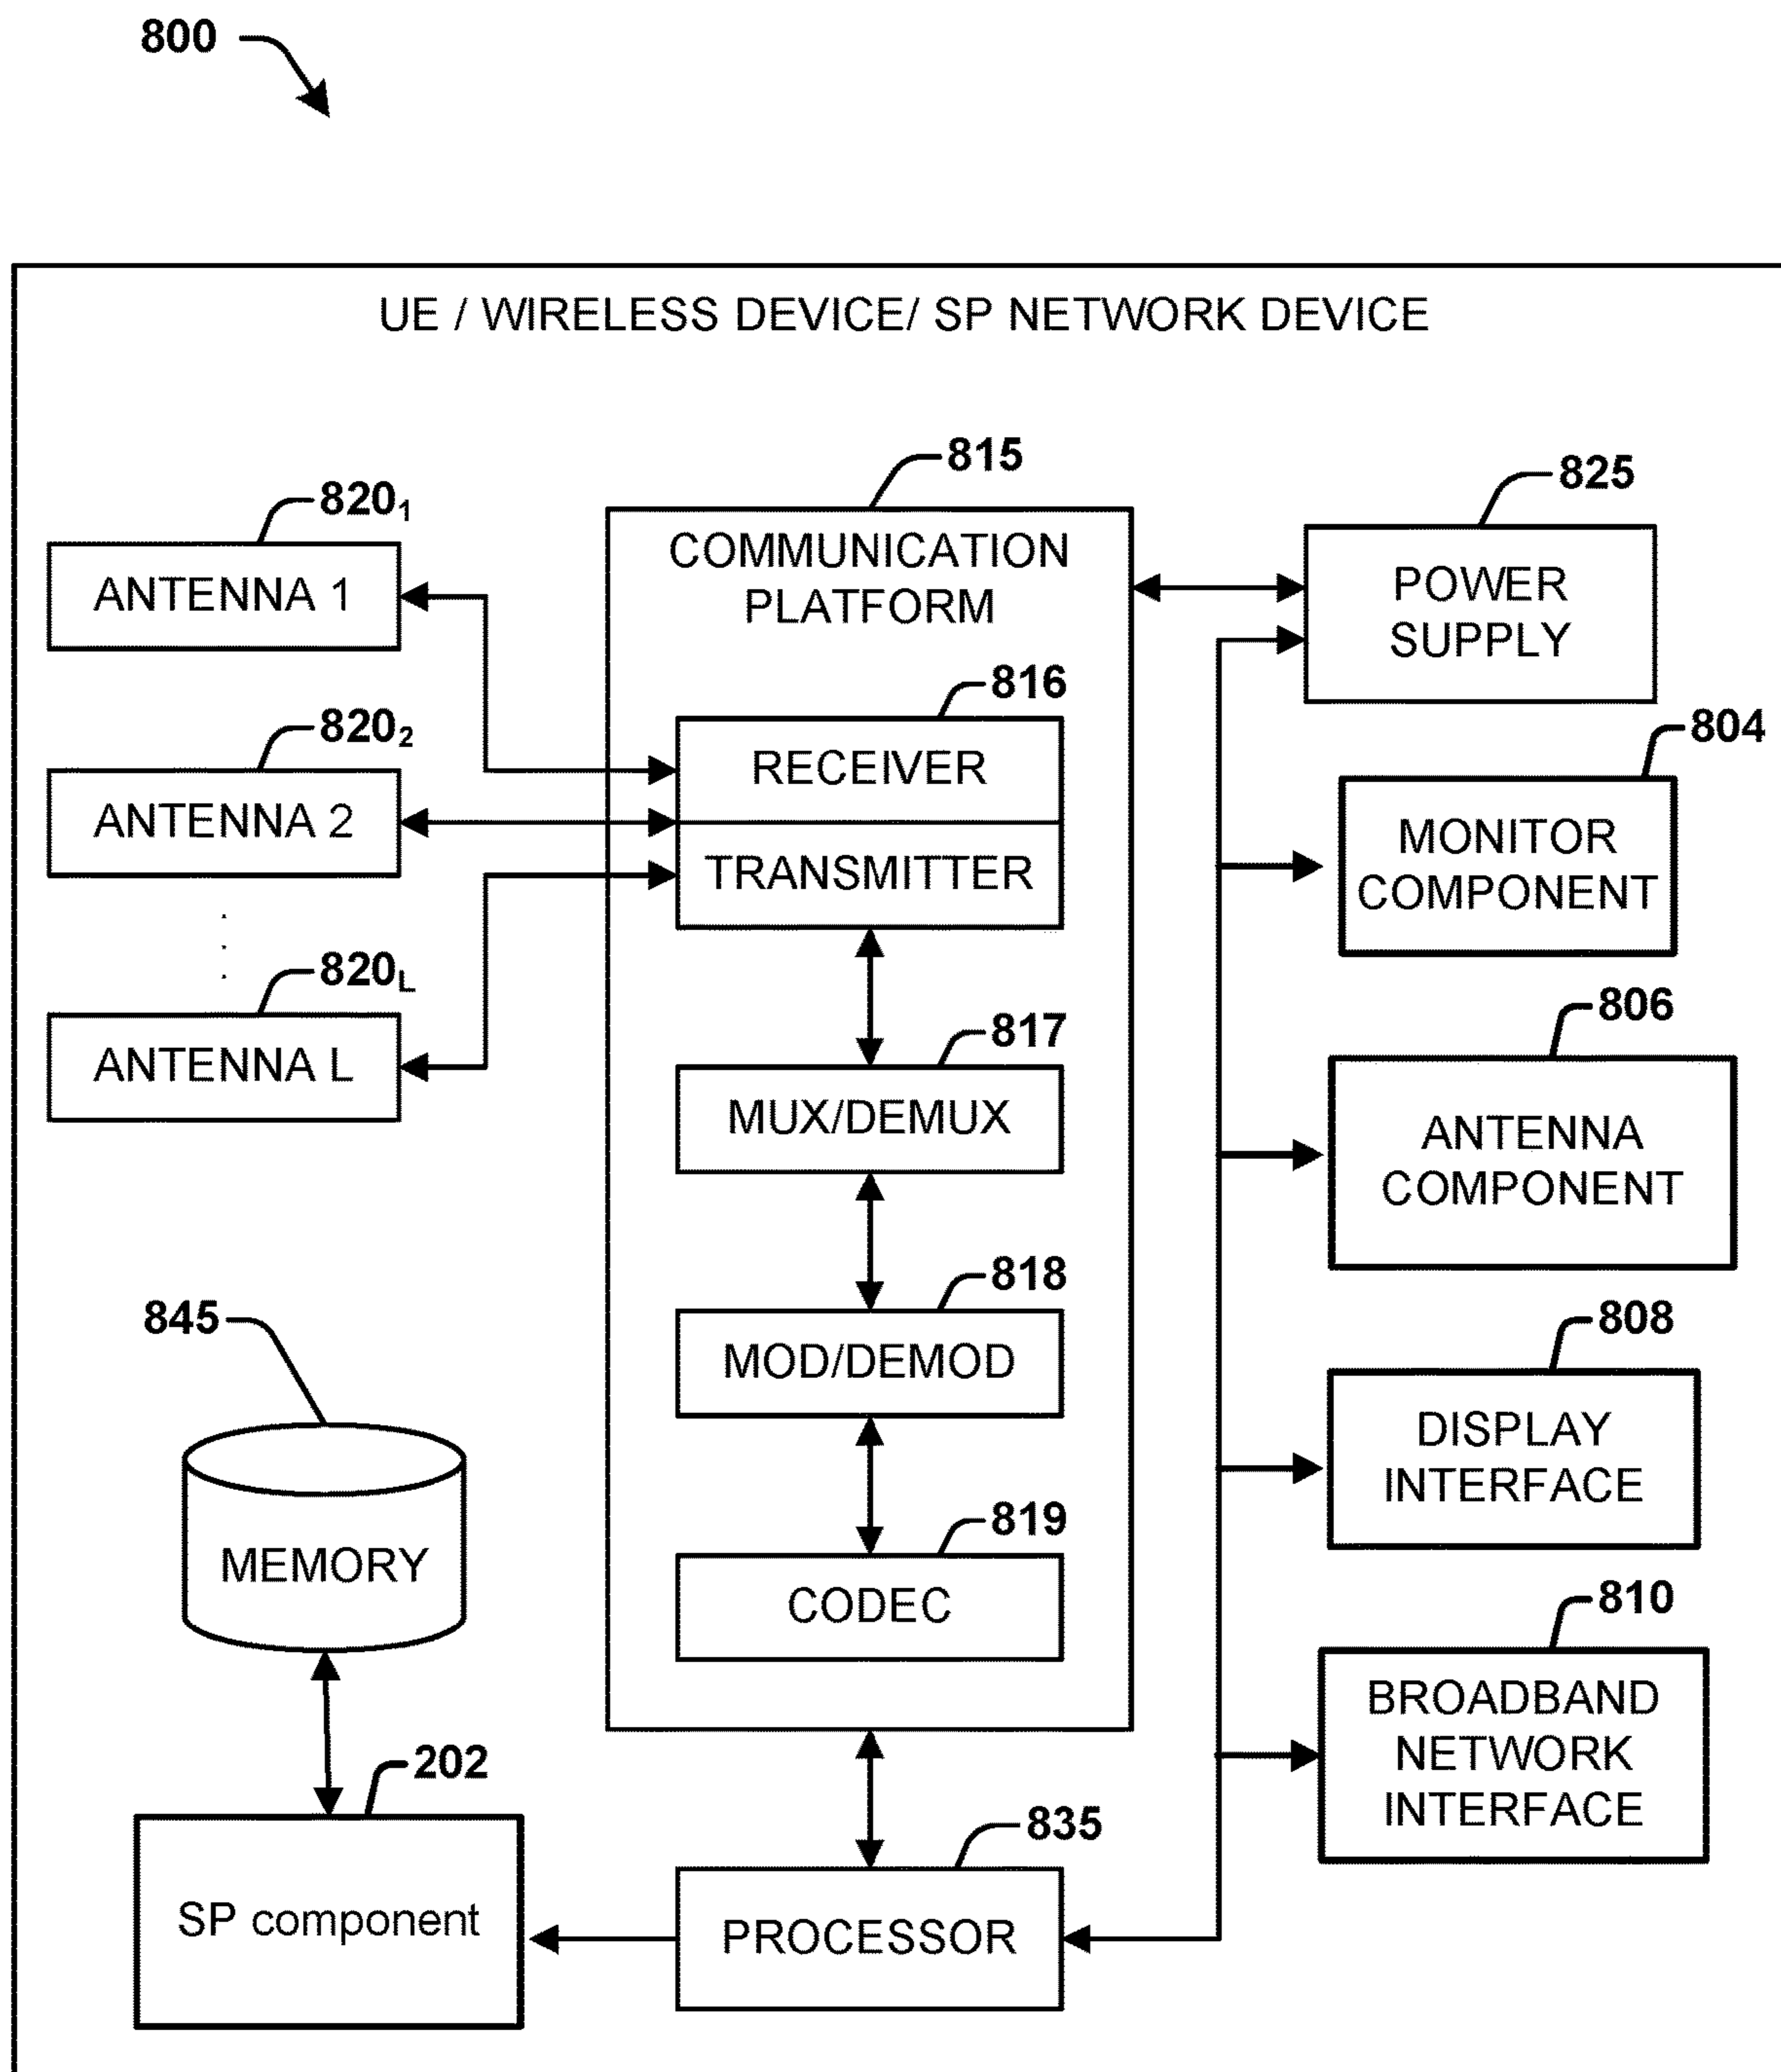 800
UE / WIRELESS DEVICE/ SP NETWORK DEVICE
815
825
820₁
COMMUNICATION
PLATFORM
POWER
SUPPLY
ANTENNA 1
816
804
820₂
RECEIVER
ANTENNA 2
MONITOR
COMPONENT
TRANSMITTER
820L
806
817
ANTENNA L
MUX/DEMUX
ANTENNA
COMPONENT
818
808
845
MOD/DEMOD
DISPLAY
INTERFACE
819
MEMORY
CODEC
810
BROADBAND
NETWORK
INTERFACE
202
835
SP component
PROCESSOR